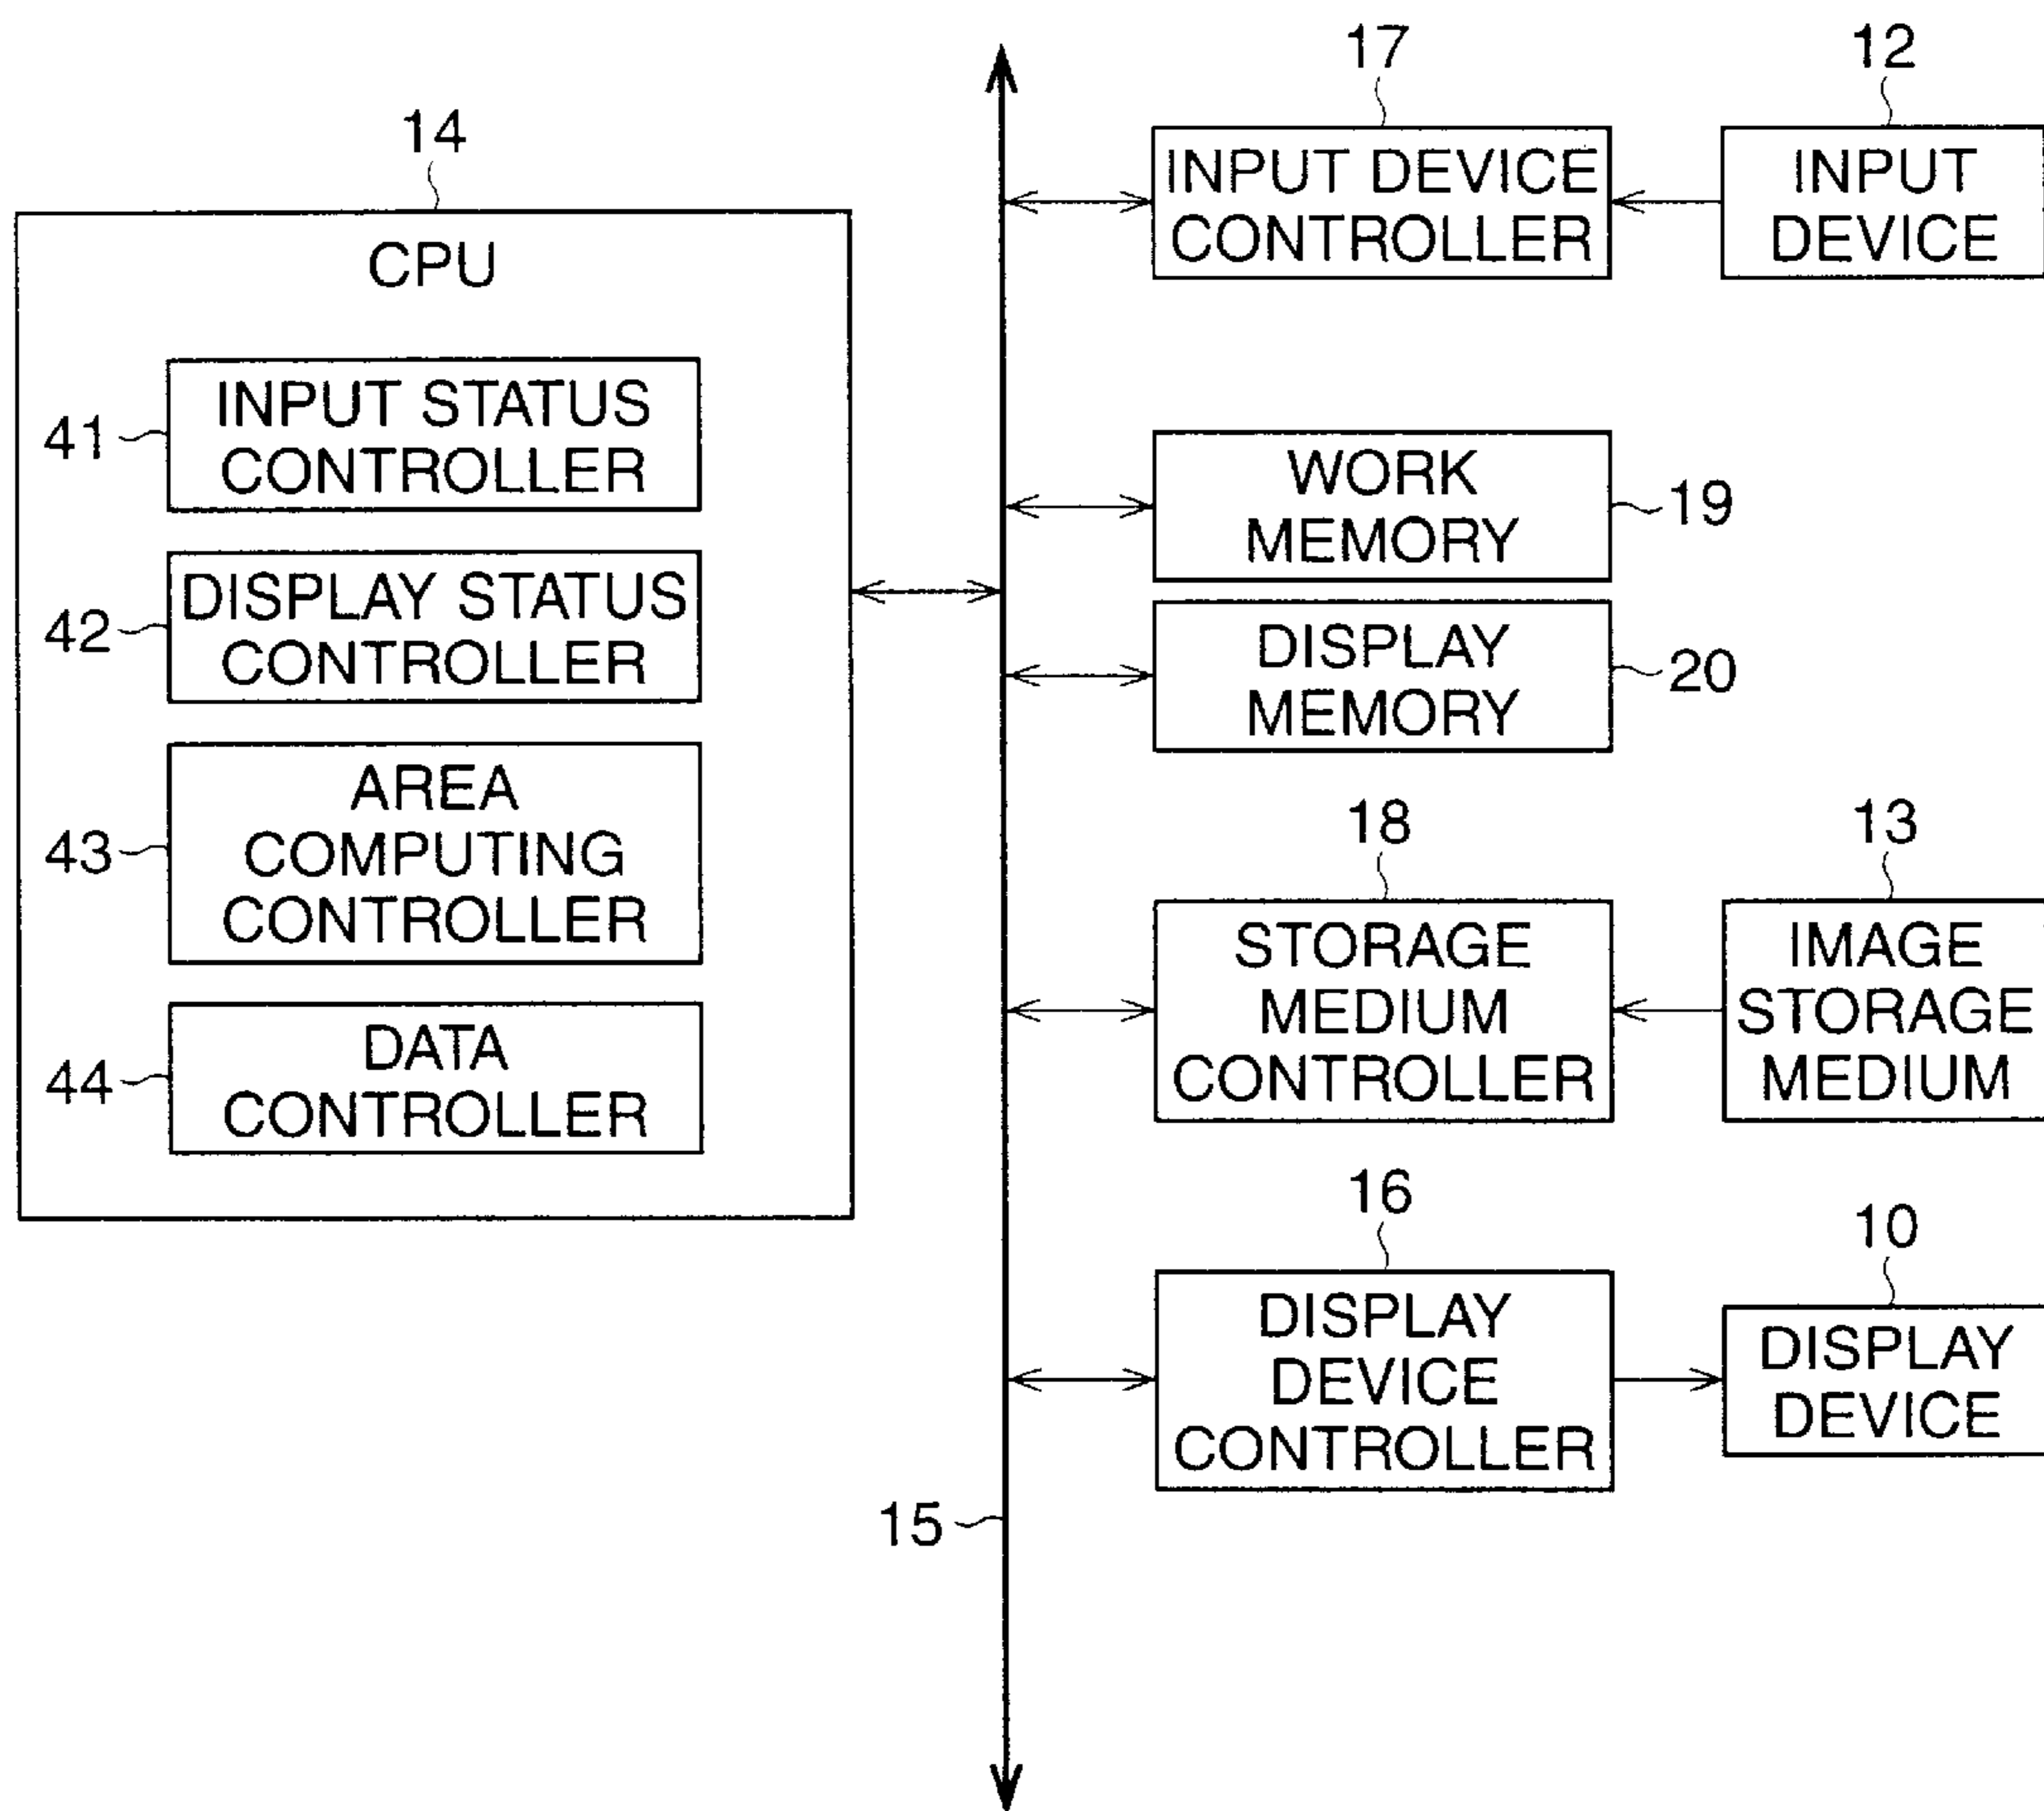 14
CPU
41
INPUT STATUS
CONTROLLER
42
DISPLAY STATUS
CONTROLLER
43
AREA
COMPUTING
CONTROLLER
44
DATA
CONTROLLER
15
17
INPUT DEVICE
CONTROLLER
12
INPUT
DEVICE
WORK
MEMORY
19
DISPLAY
MEMORY
20
18
STORAGE
MEDIUM
CONTROLLER
13
IMAGE
STORAGE
MEDIUM
16
DISPLAY
DEVICE
CONTROLLER
10
DISPLAY
DEVICE